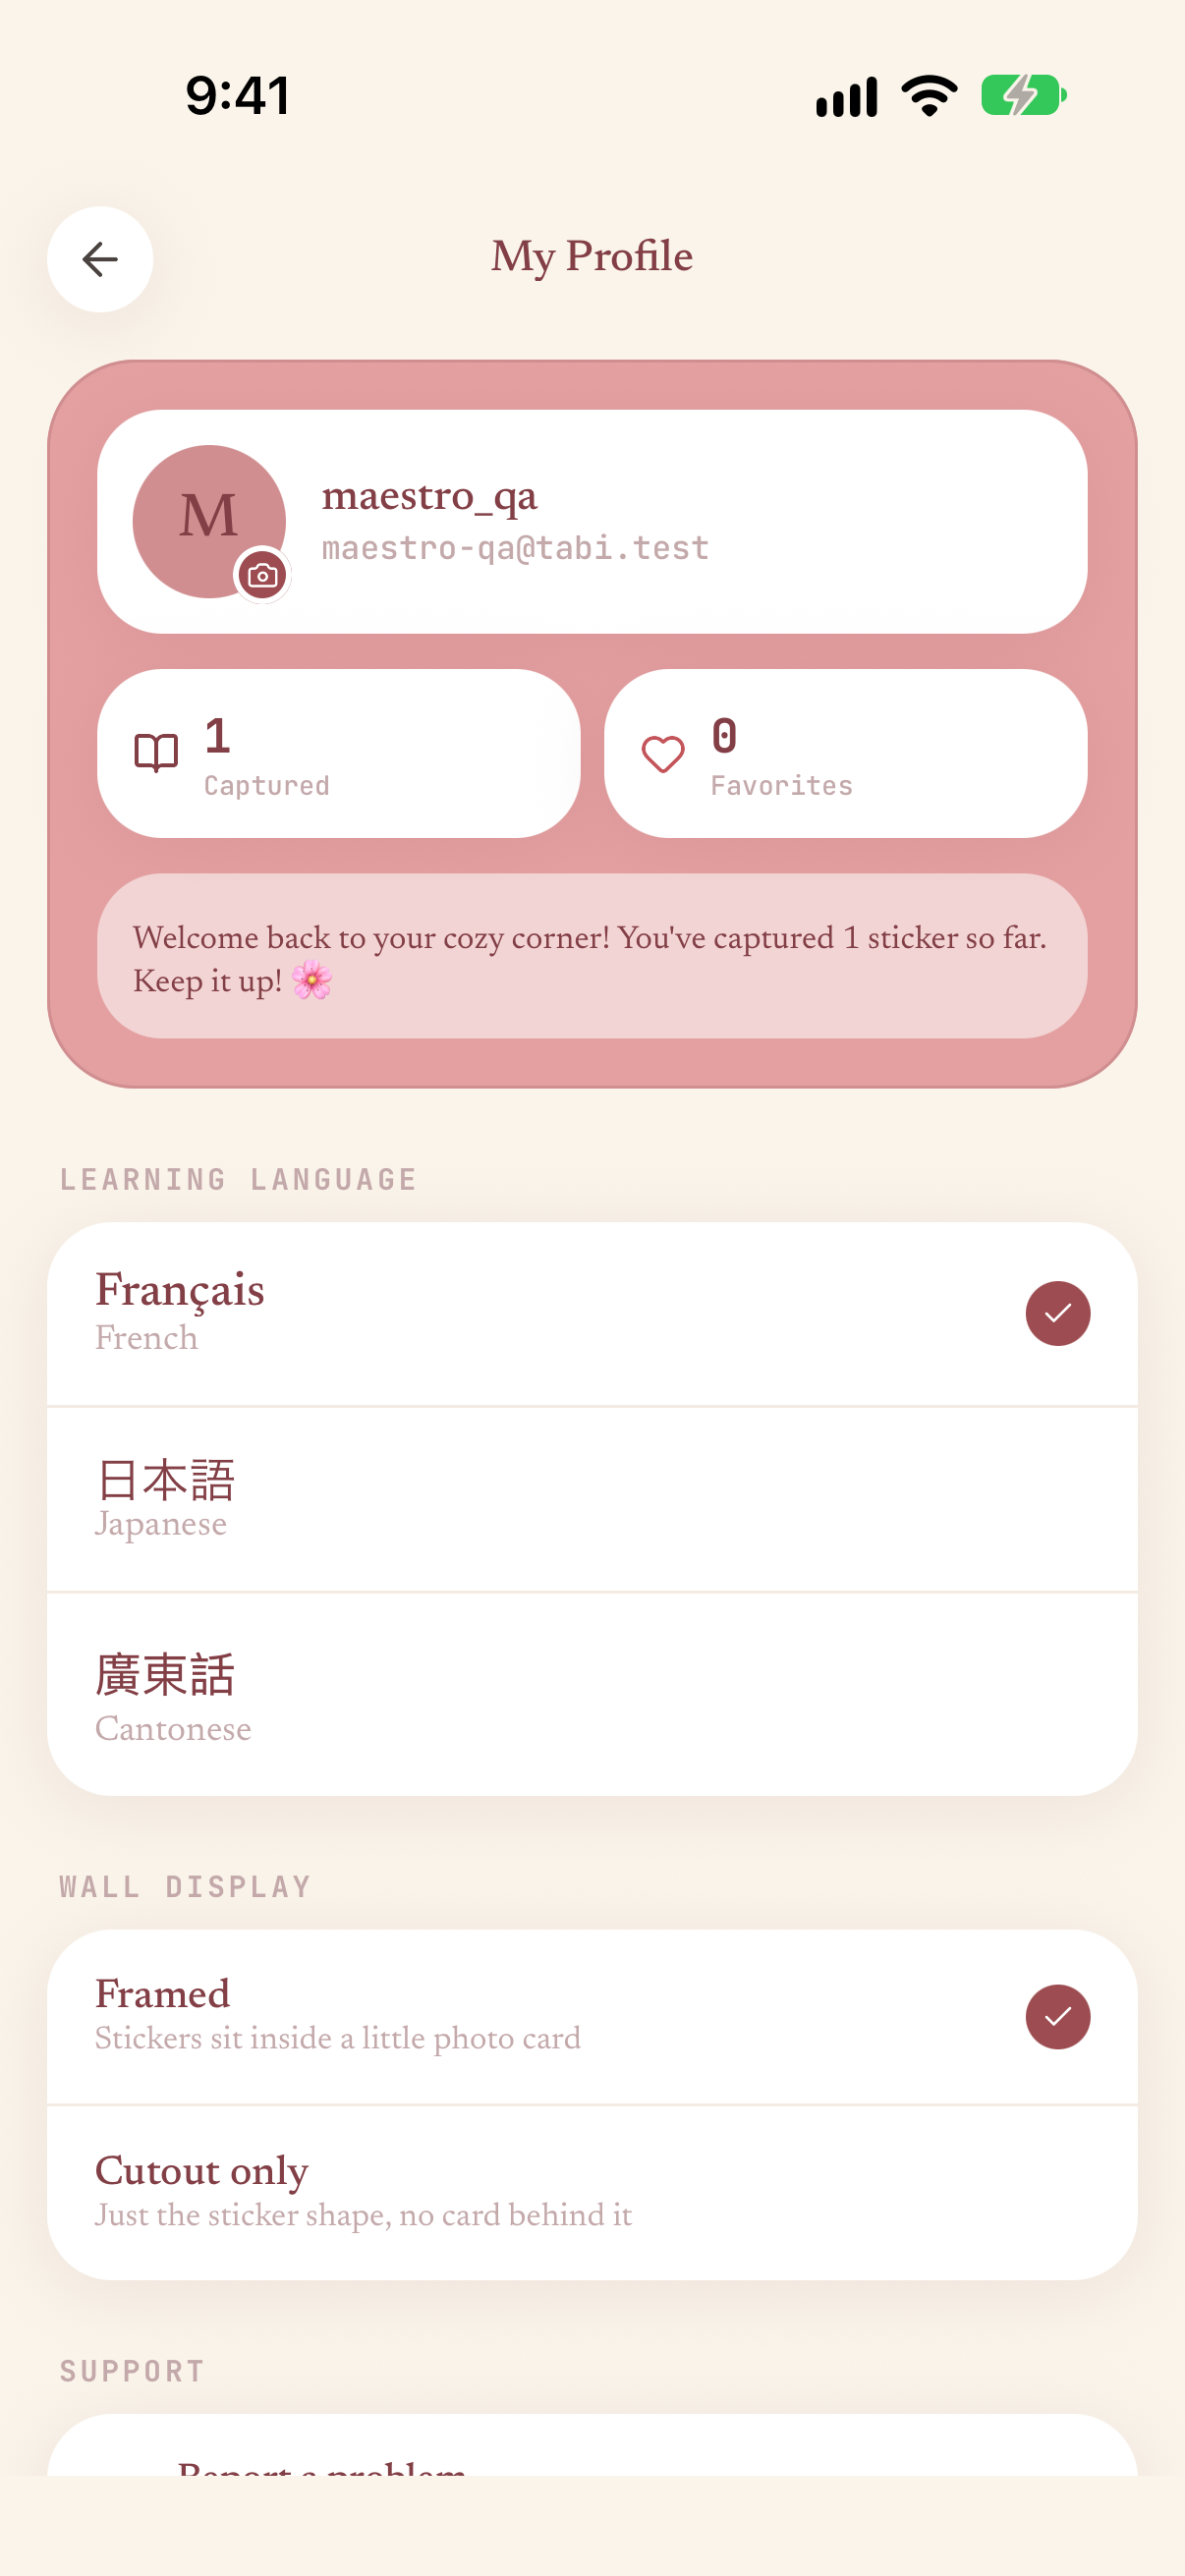 9:41
My Profile
M
maestro_qa
maestro-qa@tabi.test
1
Captured
0
Favorites
Welcome back to your cozy corner! You've captured 1 sticker so far.
Keep it up! 🌸
LEARNING LANGUAGE
Français
French
日本語
Japanese
廣東話
Cantonese
WALL DISPLAY
Framed
Stickers sit inside a little photo card
Cutout only
Just the sticker shape, no card behind it
SUPPORT
Report a problem